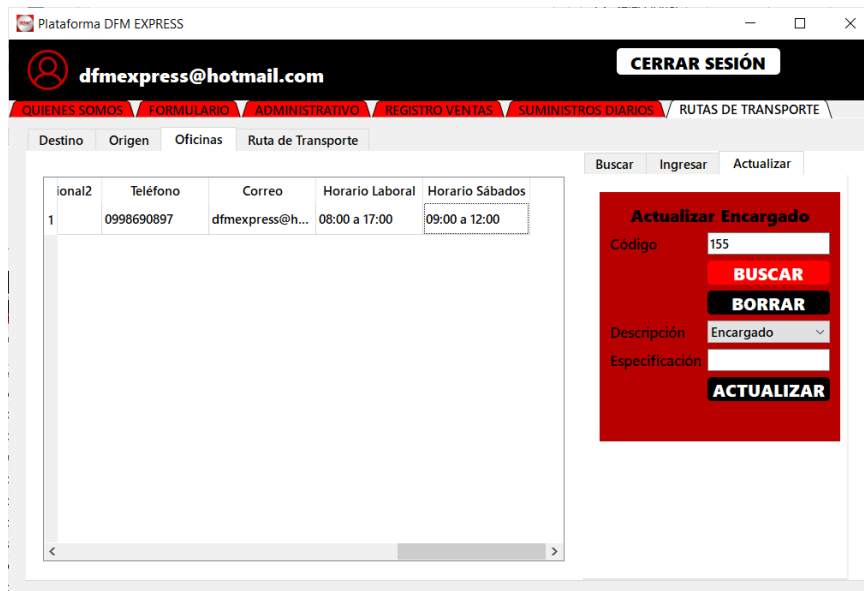 Plataforma DFM EXPRESS
dfmexpress@hotmail.com
CERRAR SESIÓN
QUIENES SOMOS FORMULARIO ADMINISTRATIVO REGISTRO VENTAS SUMINISTROS DIARIOS RUTAS DE TRANSPORTE
Destino Origen Oficinas Ruta de Transporte
Buscar Ingresar Actualizar
ional2 Teléfono Correo Horario Laboral Horario Sábados
1 0998690897 dfmexpress@h... 08:00 a 17:00 09:00 a 12:00
Actualizar Encargado
Código 155
BUSCAR
BORRAR
Descripción Encargado
Específicación
ACTUALIZAR